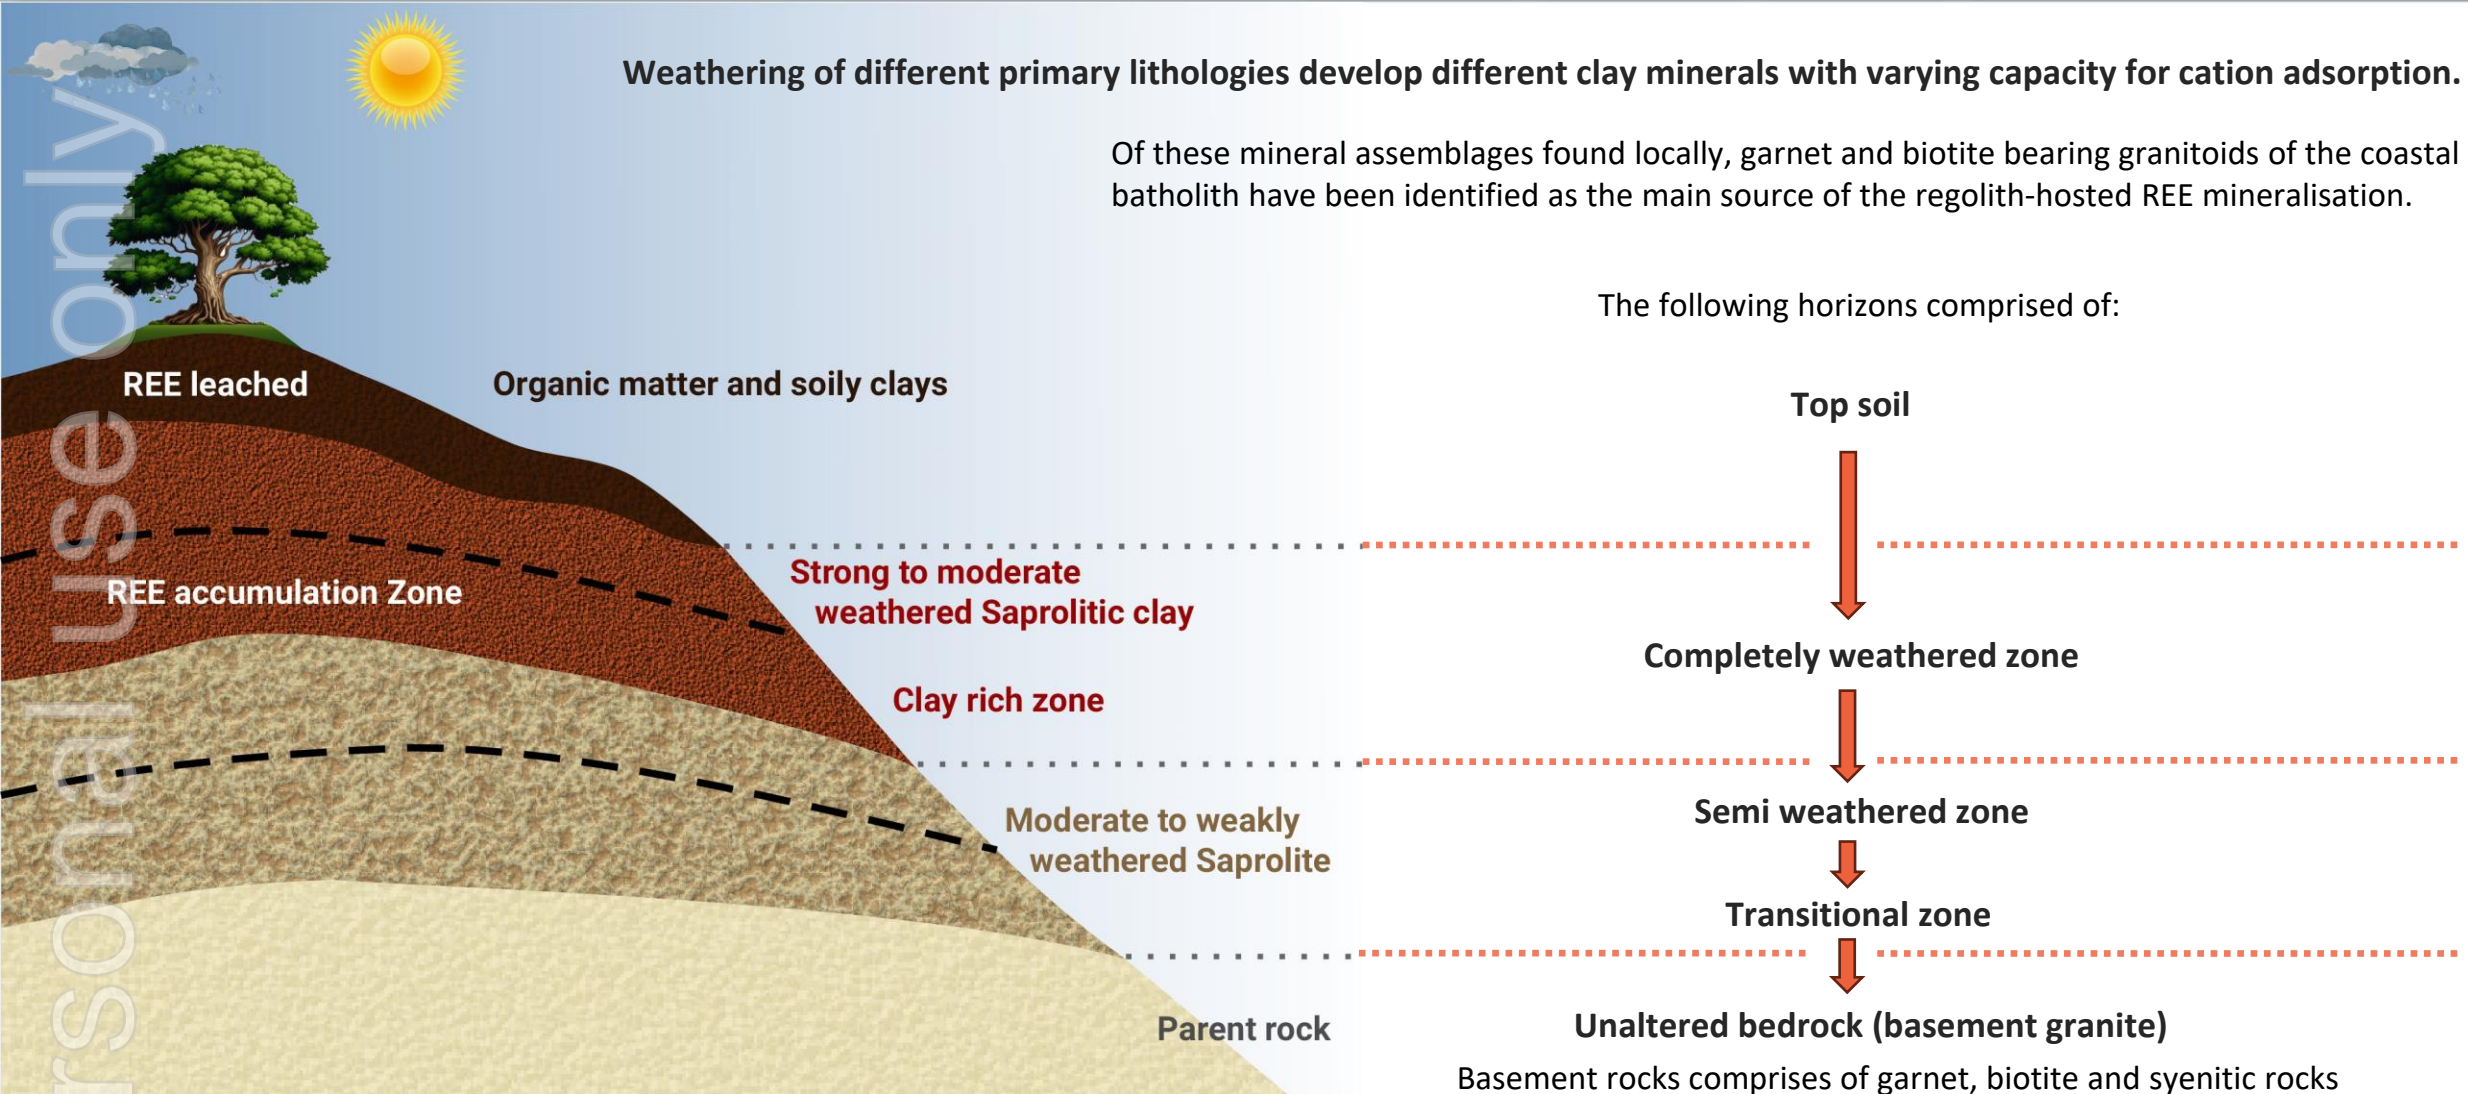 Weathering of different primary lithologies develop different clay minerals with varying capacity for cation adsorption.
Of these mineral assemblages found locally, garnet and biotite bearing granitoids of the coastal
batholith have been identified as the main source of the regolith-hosted REE mineralisation.
The following horizons comprised of:
REE leached
Organic matter and soily clays
Top soil
Strong to moderate
weathered Saprolitic clay
REE accumulation Zone
Completely weathered zone
Clay rich zone
Moderate to weakly
weathered Saprolite
Semi weathered zone
Transitional zone
Parent rock
Unaltered bedrock (basement granite)
Basement rocks comprises of garnet, biotite and syenitic rocks
rsonal use only